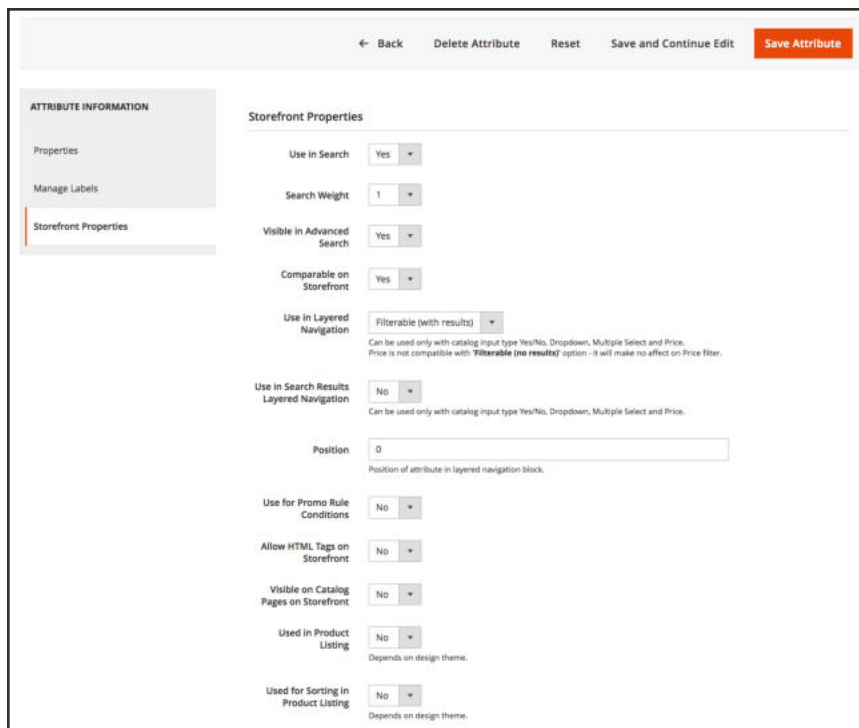 ← Back Delete Attribute Reset Save and Continue Edit Save Attribute
ATTRIBUTE INFORMATION
Properties
Manage Labels
Storefront Properties
Storefront Properties
Use in Search Yes
Search Weight 1
Visible in Advanced
Search Yes
Comparable on
Storefront Yes
Use in Layered
Navigation Filterable (with results)
Can be used only with catalog input type Yes/No, Dropdown, Multiple Select and Price.
Price is not compatible with 'Filterable (no results)' option - it will make no affect on Price filter.
Use in Search Results
Layered Navigation No
Can be used only with catalog input type Yes/No, Dropdown, Multiple Select and Price.
Position 0
Position of attribute in layered navigation block.
Use for Promo Rule
Conditions No
Allow HTML Tags on
Storefront No
Visible on Catalog
Pages on Storefront No
Used in Product
Listing No
Depends on design theme.
Used for Sorting in
Product Listing No
Depends on design theme.